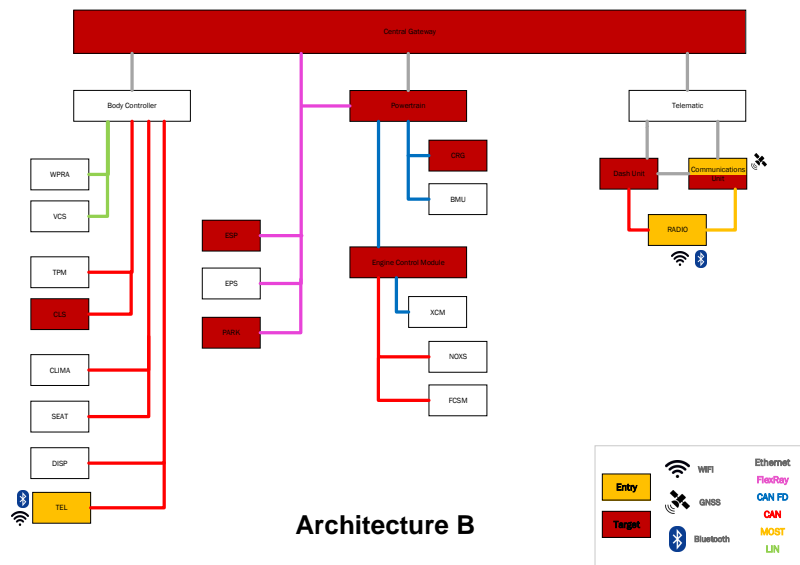 Central Gateway
Body Controller
Powertrain
Telematic
CRG
WPRA
Dash Unit
Communications
Unit
BMU
VCS
RADIO
ESP
TPM
Engine Control Module
EPS
CLS
XCM
PARK
NOXS
CLIMA
FCSM
SEAT
DISP
TEL
Architecture B
Entry
Target
WIFI
GNSS
Bluetooth
Ethernet
FlexRay
CAN FD
CAN
MOST
LIN